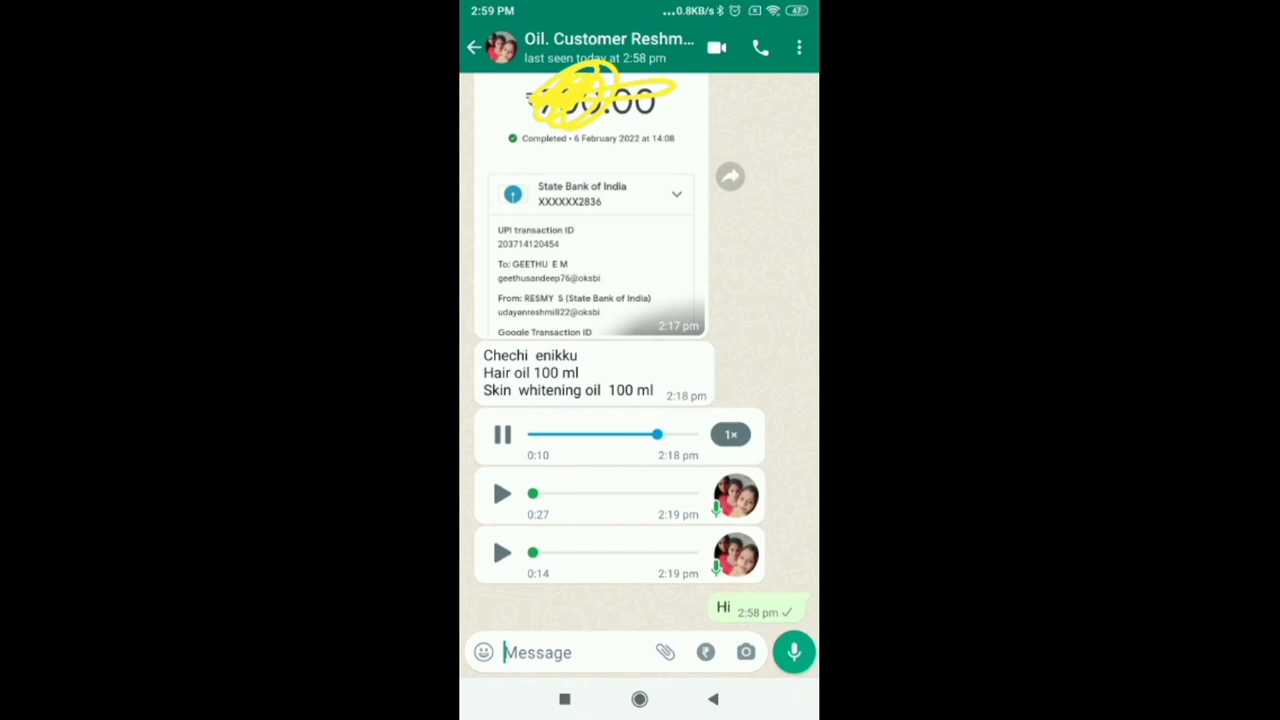 2:59 PM
...0.8KB/s
47
Oil. Customer Reshm...
last seen today at 2:58 pm
Completed • 6 February 2022 at 14:08
State Bank of India
XXXXXX2836
UPI transaction ID
203714120454
To: GEETHU E M
geethusandeep76@oksbi
From: RESMY S (State Bank of India)
udayanreshmi822@oksbi
Google Transaction ID
2:17 pm
Chechi enikku
Hair oil 100 ml
Skin whitening oil 100 ml
2:18 pm
1×
0:10 2:18 pm
0:27 2:19 pm
0:14 2:19 pm
Hi 2:58 pm
Message